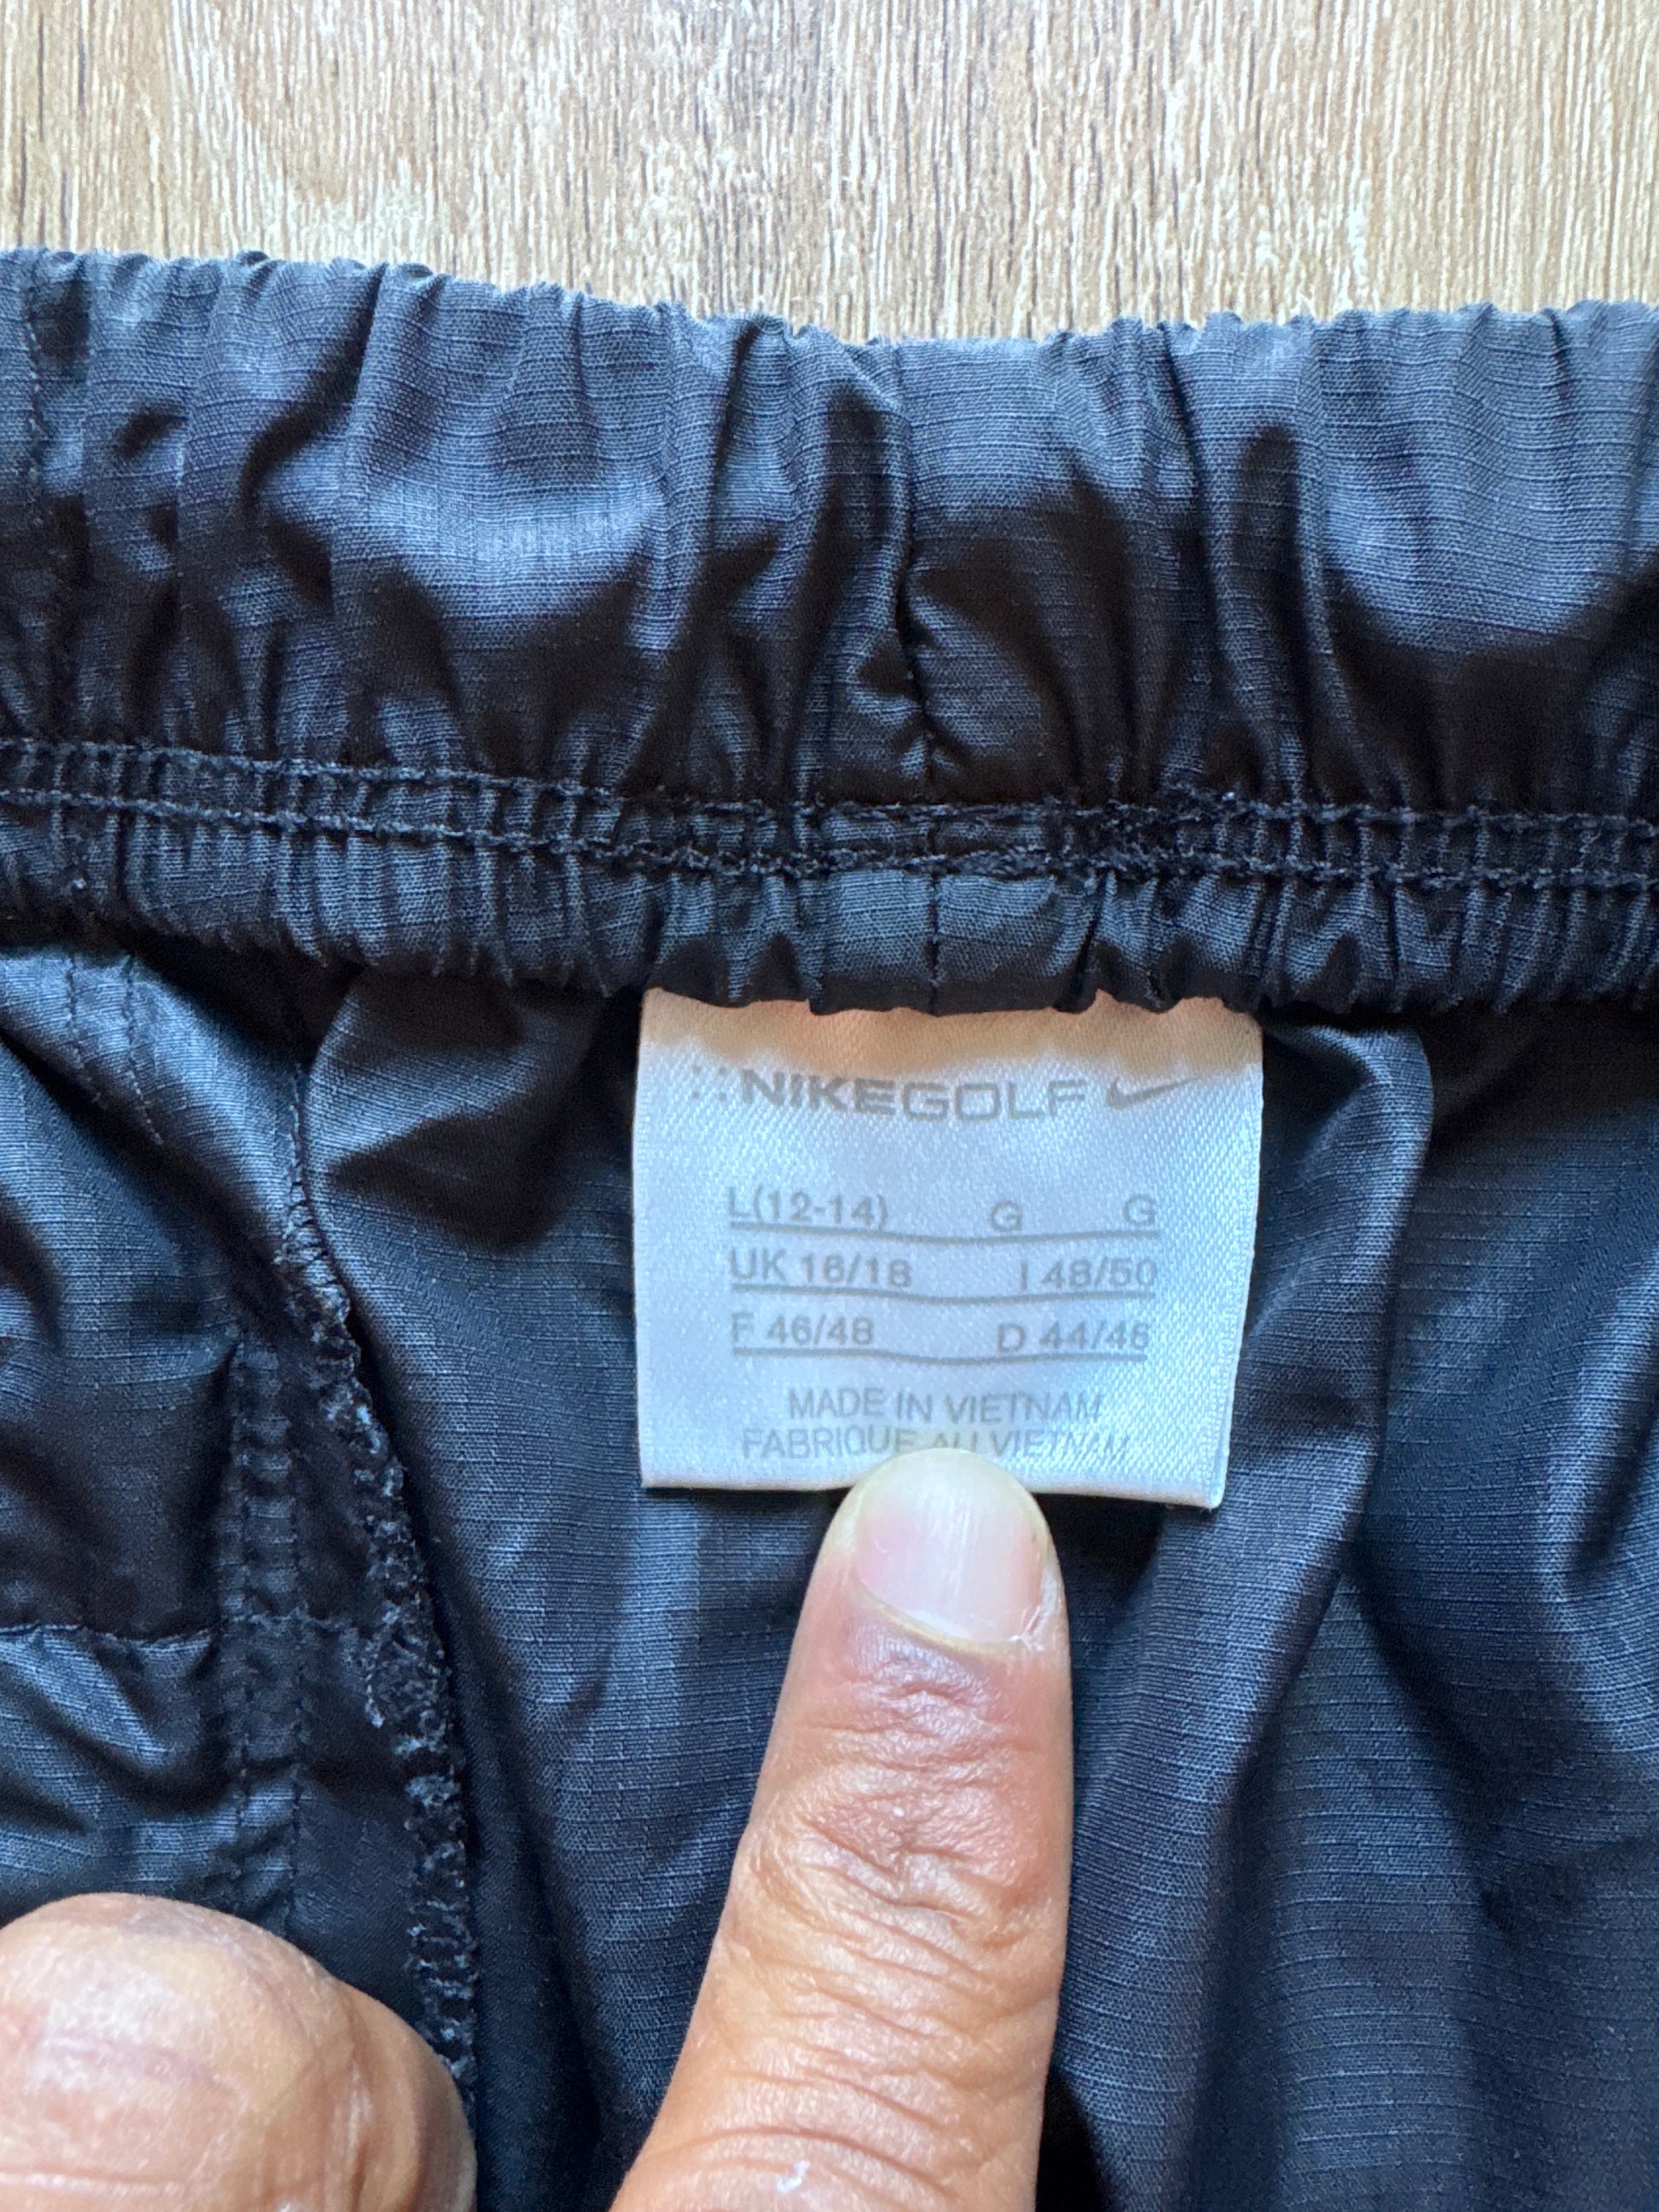 NIKEGOLF
L(12-14) G G
UK 16/18 I 48/50
F 46/48 D 44/46
MADE IN VIETNAM
FABRIQUE AU VIETNAM